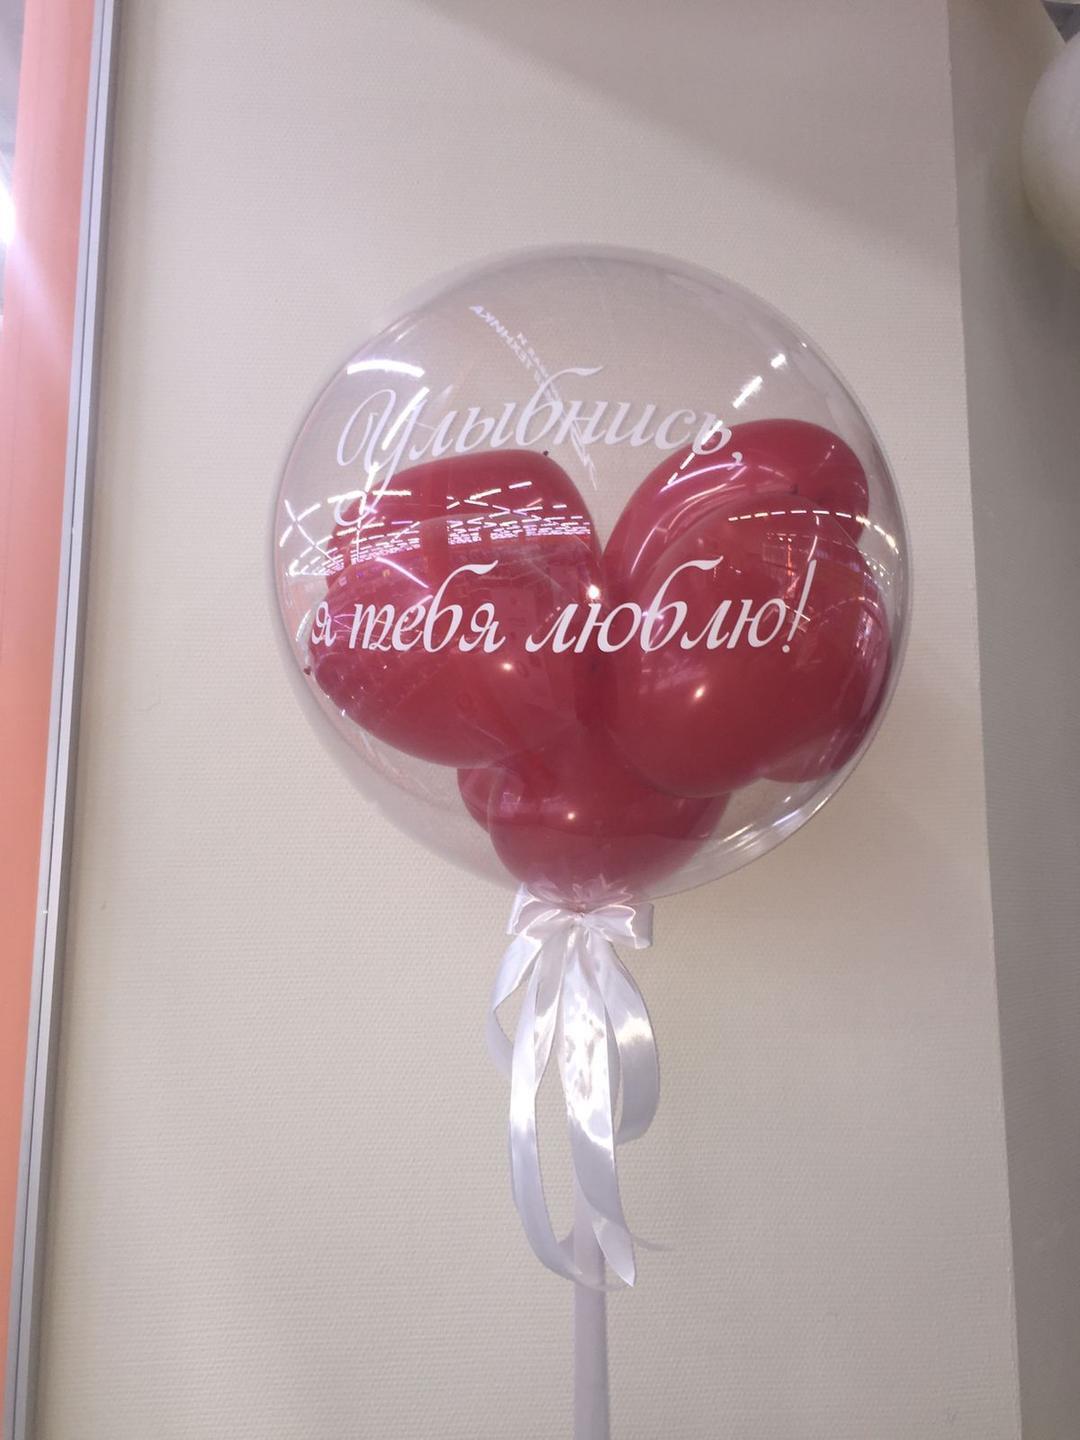 Улыбнись,
я тебя люблю!